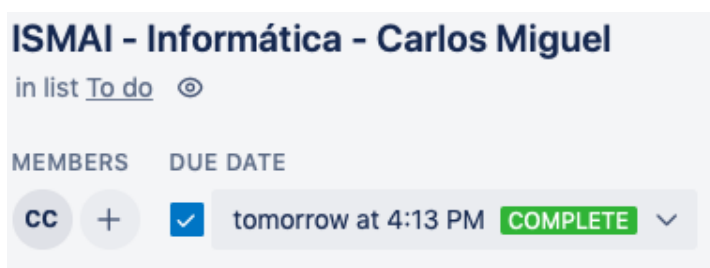 ISMAI - Informática - Carlos Miguel
in list To do
MEMBERS DUE DATE
CC + tomorrow at 4:13 PM COMPLETE